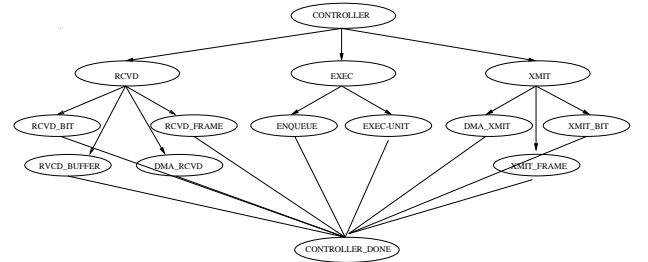 CONTROLLER
RCVD EXEC XMIT
RCVD_BIT RCVD_FRAME ENQUEUE EXEC-UNIT DMA_XMIT XMIT_BIT
RVCD_BUFFER DMA_RCVD XMIT_FRAME
CONTROLLER_DONE